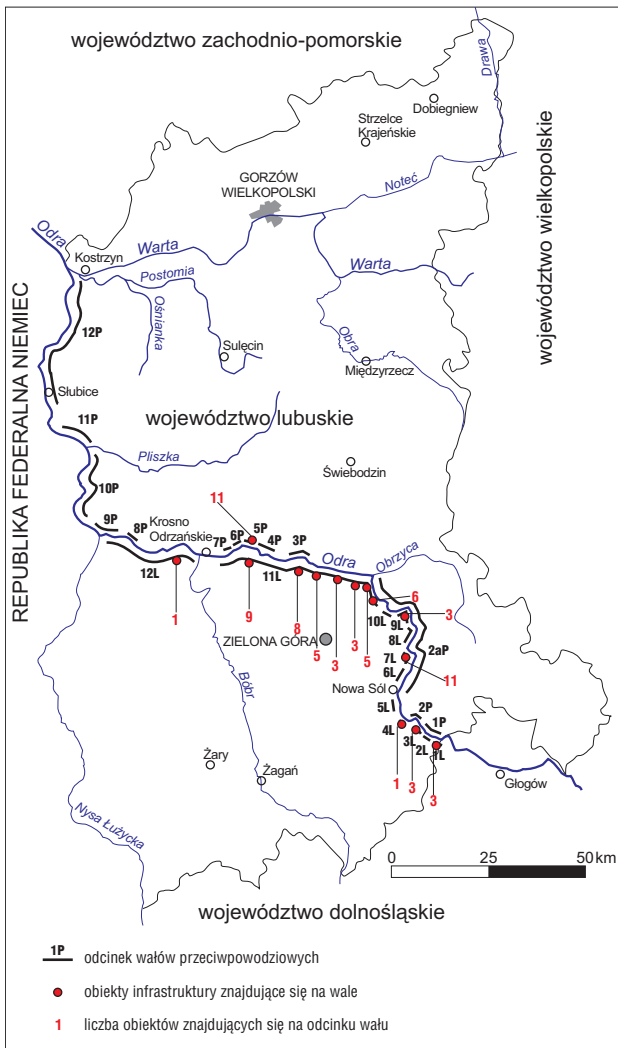 województwo zachodnio-pomorskie
Drawa
Dobiegniew
Strzelce
Krajeńskie
województwo wielkopolskie
GORZÓW
WIELKOPOLSKI
Noteć
Odra
Warta
Kostrzyn
Postomia
Warta
Ośnianka
Obra
12P
Sulęcin
Międzyrzecz
REPUBLIKA FEDERALNA NIEMIEC
Słubice
województwo lubuskie
11P
Pliszka
Świebodzin
10P
11
9P
8P
Krosno
Odrzańskie
7P
6P
5P
4P
3P
Odra
Obrzyca
12L
11L
6
1
9
8
5
3
3
5
10L
9L
3
8L
2aP
ZIELONA GÓRA
7L
11
6L
Nowa Sól
Bóbr
5L
2P
1P
4L
3L
2L
1L
Żary
Żagań
1
3
3
Głogów
Nysa Łużycka
0
25
50 km
województwo dolnośląskie
1P
odcinek wałów przeciwpowodziowych
obiekty infrastruktury znajdujące się na wale
1
liczba obiektów znajdujących się na odcinku wału